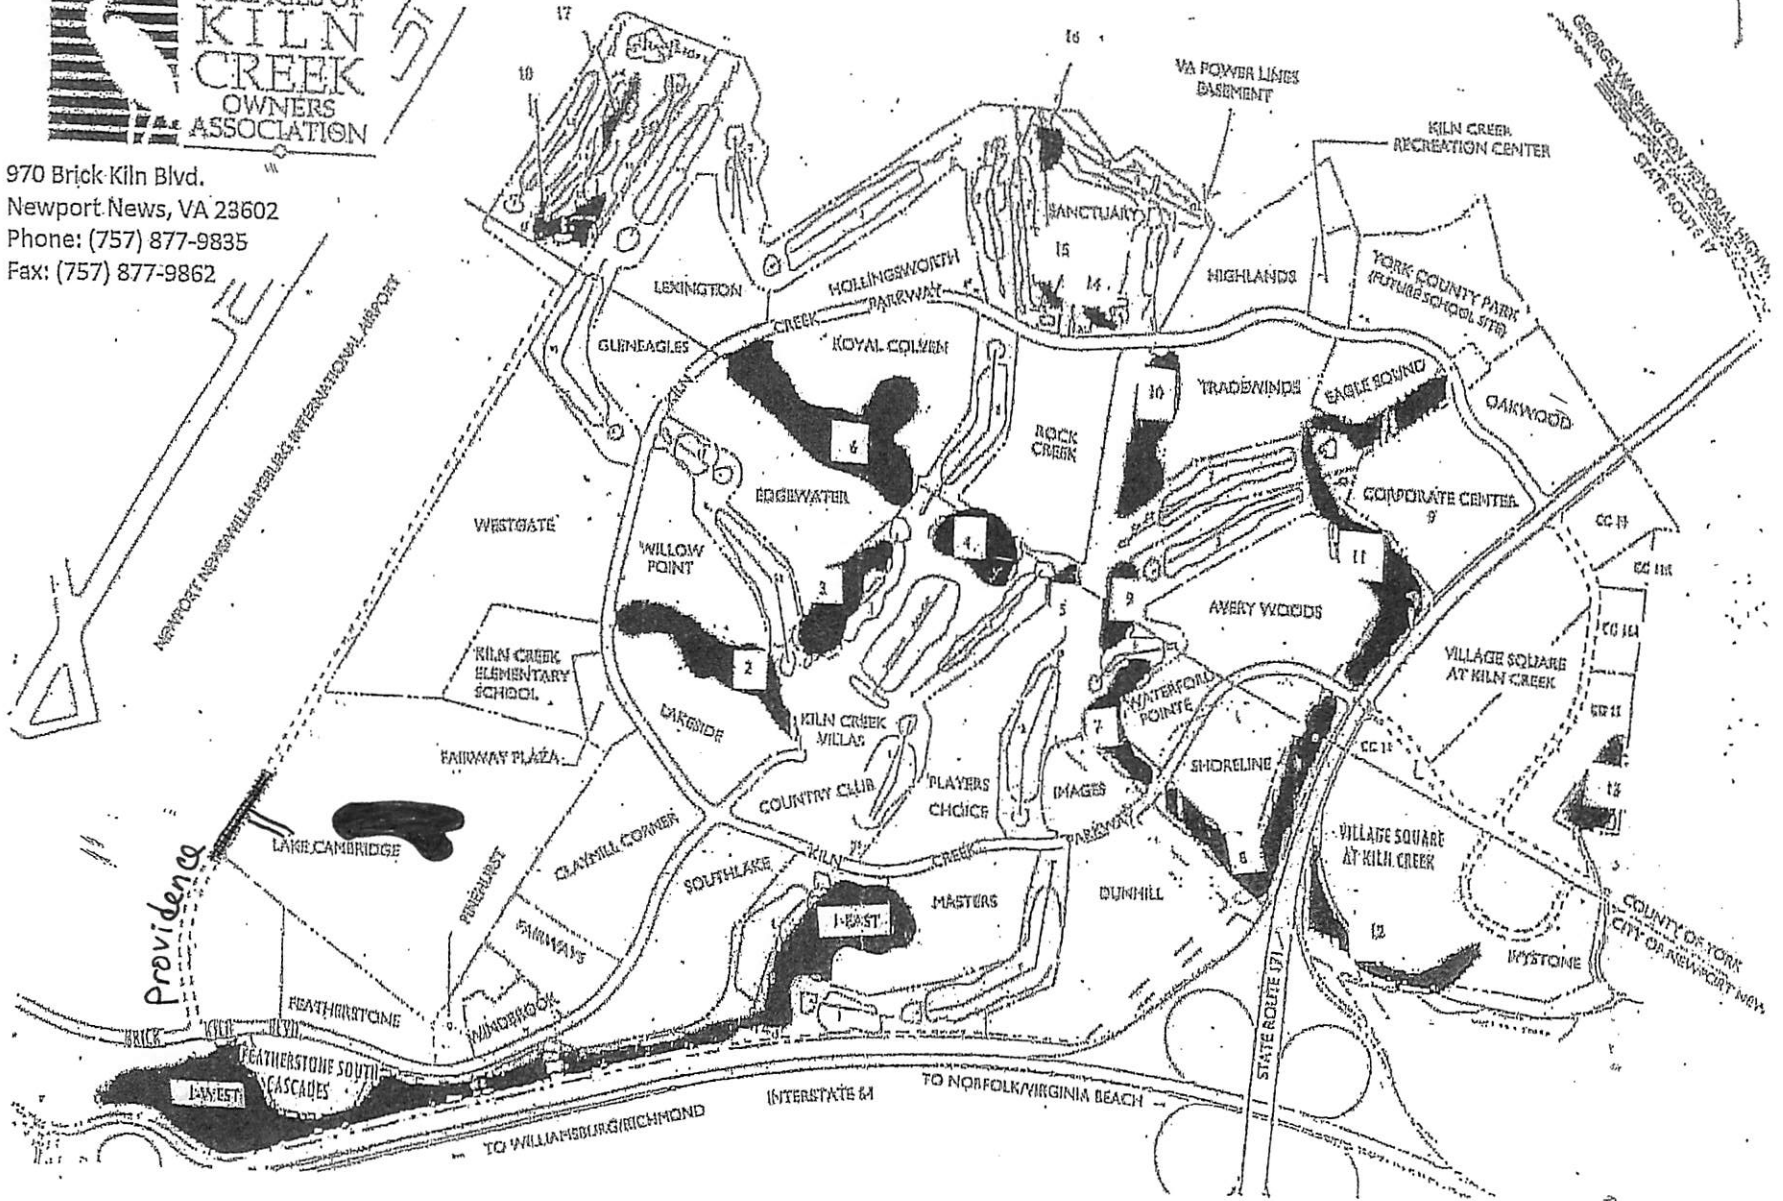 KILN
CREEK
OWNERS
ASSOCIATION
970 Brick Kiln Blvd.
Newport News, VA 23602
Phone: (757) 877-9835
Fax: (757) 877-9862
17
10
16
VA POWER LINES
EASEMENT
KILN CREEK
RECREATION CENTER
GEORGE WASHINGTON MEMORIAL HIGHWAY
STATE ROUTE 17
NEWPORT NEWS/WILLIAMSBURG INTERNATIONAL AIRPORT
SANCTUARY
15
14
HIGHLANDS
YORK COUNTY PARK
(FUTURE SCHOOL SITE)
LEXINGTON
HOLLINGSWORTH
KILN CREEK PARKWAY
GLENEAGLES
ROYAL COLVEN
10
TRADEWINDS
EAGLE SOUND
OAKWOOD
6
ROCK
CREEK
EDGEWATER
CORPORATE CENTER
9
WESTGATE
WILLOW
POINT
4
3
11
9
AVERY WOODS
2
KILN CREEK
ELEMENTARY
SCHOOL
VILLAGE SQUARE
AT KILN CREEK
WATERFORD
POINTE
7
LAKESIDE
KILN CREEK
VILLAS
FAIRWAY PLAZA
SHORELINE
CC 11
COUNTRY CLUB
PLAYERS
CHOICE
IMAGES
13
LAKE CAMBRIDGE
CLAYMILL CORNER
PINEHURST
SOUTHLAKE
KILN CREEK PARKWAY
8
VILLAGE SQUARE
AT KILN CREEK
Providence
FAIRWAYS
1-EAST
MASTERS
DUNHILL
12
IVYSTONE
COUNTY OF YORK
CITY OF NEWPORT NEWS
FEATHERSTONE
WINDBROOK
BRICK KILN BLVD
FEATHERSTONE SOUTH
CASCADES
1-WEST
STATE ROUTE 171
TO WILLIAMSBURG/RICHMOND
INTERSTATE 64
TO NORFOLK/VIRGINIA BEACH